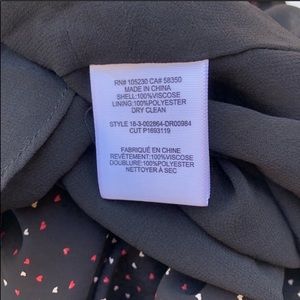 RN# 105230 CA# 58350
MADE IN CHINA
SHELL:100%VISCOSE
LINING:100%POLYESTER
DRY CLEAN
STYLE 18-3-002864-DR00984
CUT P1693119
FABRIQUÉ EN CHINE
REVÊTEMENT:100%VISCOSE
DOUBLURE:100%POLYESTER
NETTOYER À SEC